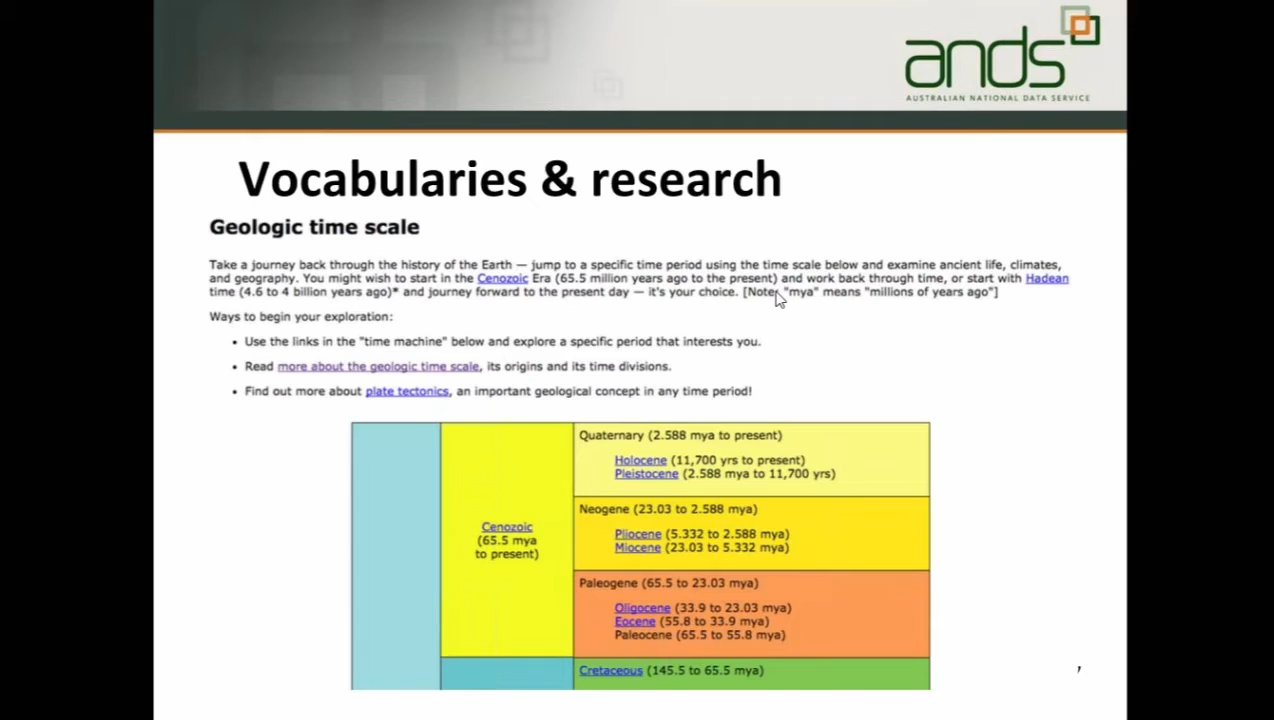 ands
AUSTRALIAN NATIONAL DATA SERVICE
Vocabularies & research
Geologic time scale
Take a journey back through the history of the Earth — jump to a specific time period using the time scale below and examine ancient life, climates,
and geography. You might wish to start in the Cenozoic Era (65.5 million years ago to the present) and work back through time, or start with Hadean
time (4.6 to 4 billion years ago)* and journey forward to the present day — it's your choice. [Note: "mya" means "millions of years ago"]
Ways to begin your exploration:
• Use the links in the "time machine" below and explore a specific period that interests you.
• Read more about the geologic time scale, its origins and its time divisions.
• Find out more about plate tectonics, an important geological concept in any time period!
Cenozoic
(65.5 mya
to present)
Quaternary (2.588 mya to present)
Holocene (11,700 yrs to present)
Pleistocene (2.588 mya to 11,700 yrs)
Neogene (23.03 to 2.588 mya)
Pliocene (5.332 to 2.588 mya)
Miocene (23.03 to 5.332 mya)
Paleogene (65.5 to 23.03 mya)
Oligocene (33.9 to 23.03 mya)
Eocene (55.8 to 33.9 mya)
Paleocene (65.5 to 55.8 mya)
Cretaceous (145.5 to 65.5 mya)